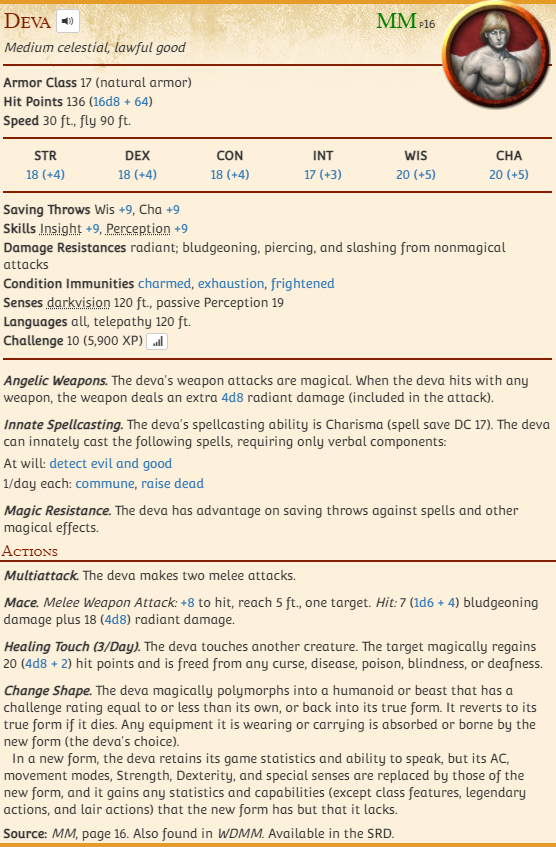 Deva MM p16
Medium celestial, lawful good
Armor Class 17 (natural armor)
Hit Points 136 (16d8 + 64)
Speed 30 ft., fly 90 ft.
STR DEX CON INT WIS CHA
18 (+4) 18 (+4) 18 (+4) 17 (+3) 20 (+5) 20 (+5)
Saving Throws Wis +9, Cha +9
Skills Insight +9, Perception +9
Damage Resistances radiant; bludgeoning, piercing, and slashing from nonmagical
attacks
Condition Immunities charmed, exhaustion, frightened
Senses darkvision 120 ft., passive Perception 19
Languages all, telepathy 120 ft.
Challenge 10 (5,900 XP)
Angelic Weapons. The deva's weapon attacks are magical. When the deva hits with any
weapon, the weapon deals an extra 4d8 radiant damage (included in the attack).
Innate Spellcasting. The deva's spellcasting ability is Charisma (spell save DC 17). The deva
can innately cast the following spells, requiring only verbal components:
At will: detect evil and good
1/day each: commune, raise dead
Magic Resistance. The deva has advantage on saving throws against spells and other
magical effects.
Actions
Multiattack. The deva makes two melee attacks.
Mace. Melee Weapon Attack: +8 to hit, reach 5 ft., one target. Hit: 7 (1d6 + 4) bludgeoning
damage plus 18 (4d8) radiant damage.
Healing Touch (3/Day). The deva touches another creature. The target magically regains
20 (4d8 + 2) hit points and is freed from any curse, disease, poison, blindness, or deafness.
Change Shape. The deva magically polymorphs into a humanoid or beast that has a
challenge rating equal to or less than its own, or back into its true form. It reverts to its
true form if it dies. Any equipment it is wearing or carrying is absorbed or borne by the
new form (the deva's choice).
In a new form, the deva retains its game statistics and ability to speak, but its AC,
movement modes, Strength, Dexterity, and special senses are replaced by those of the
new form, and it gains any statistics and capabilities (except class features, legendary
actions, and lair actions) that the new form has but that it lacks.
Source: MM, page 16. Also found in WDMM. Available in the SRD.